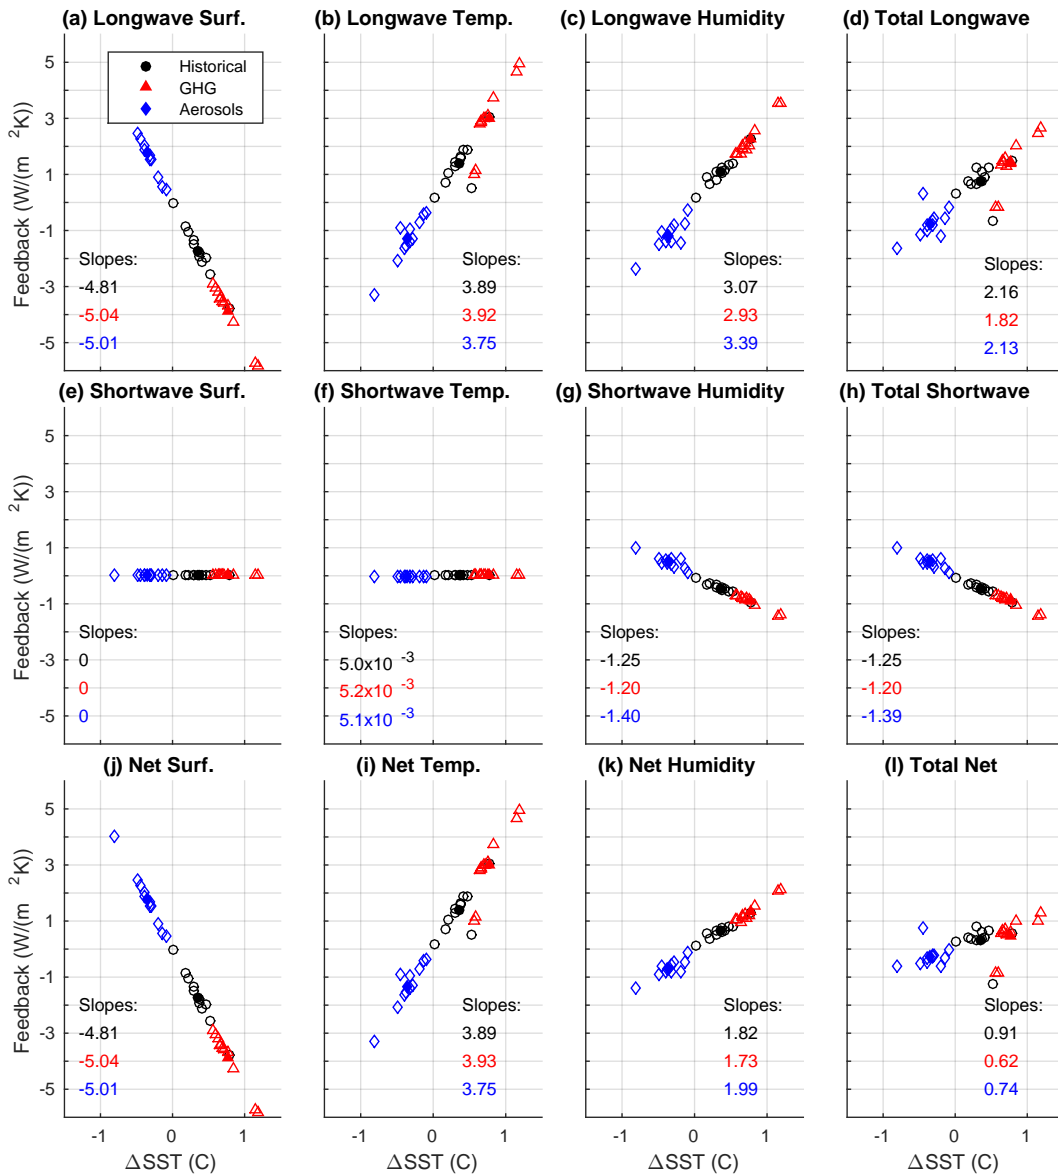 (a) Longwave Surf.
(b) Longwave Temp.
(c) Longwave Humidity
(d) Total Longwave
Historical
GHG
Aerosols
Feedback (W/(m 2K))
5
3
1
-1
-3
-5
Slopes:
-4.81
-5.04
-5.01
Slopes:
3.89
3.92
3.75
Slopes:
3.07
2.93
3.39
Slopes:
2.16
1.82
2.13
(e) Shortwave Surf.
(f) Shortwave Temp.
(g) Shortwave Humidity
(h) Total Shortwave
Feedback (W/(m 2K))
5
3
1
-1
-3
-5
Slopes:
0
0
0
Slopes:
5.0x10 -3
5.2x10 -3
5.1x10 -3
Slopes:
-1.25
-1.20
-1.40
Slopes:
-1.25
-1.20
-1.39
(j) Net Surf.
(i) Net Temp.
(k) Net Humidity
(l) Total Net
Feedback (W/(m 2K))
5
3
1
-1
-3
-5
Slopes:
-4.81
-5.04
-5.01
Slopes:
3.89
3.93
3.75
Slopes:
1.82
1.73
1.99
Slopes:
0.91
0.62
0.74
-1 0 1
-1 0 1
-1 0 1
-1 0 1
ΔSST (C)
ΔSST (C)
ΔSST (C)
ΔSST (C)